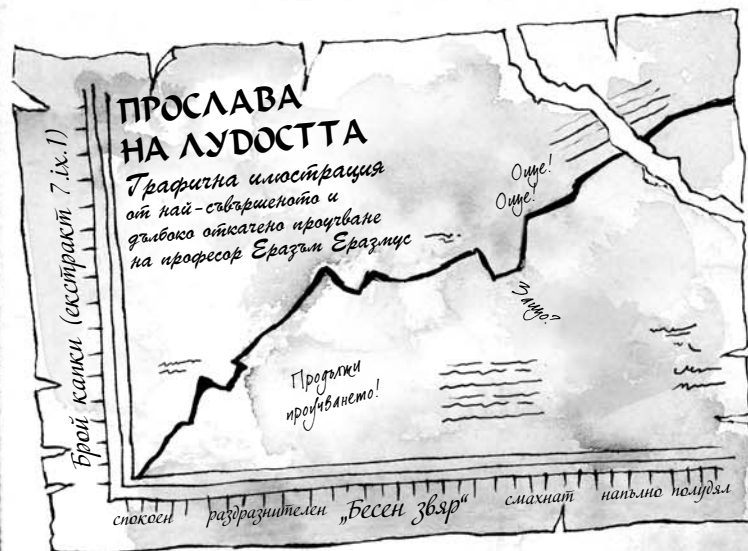 ПРОСЛАВА
НА ЛУДОСТТА
Графична илюстрация
от най-съвършеното и
дълбоко откачено проучване
на професор Еразъм Еразмус
Още!
Още!
Защо?
Продължи
проучването!
Брой капки (екстракт 7.ix.1)
спокоен раздразнителен „Бесен звяр“ смахнат напълно полудял